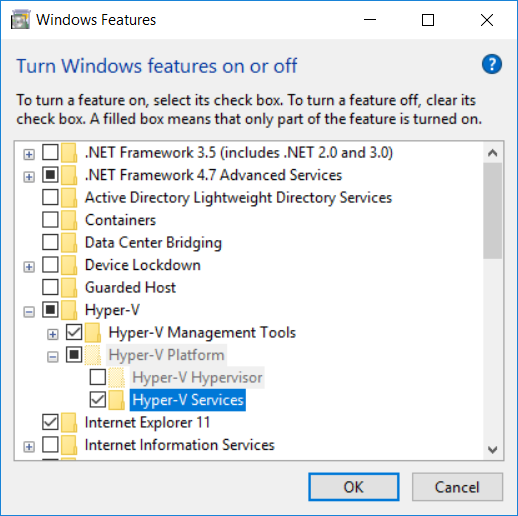 Windows Features
Turn Windows features on or off
?
To turn a feature on, select its check box. To turn a feature off, clear its
check box. A filled box means that only part of the feature is turned on.
.NET Framework 3.5 (includes .NET 2.0 and 3.0)
.NET Framework 4.7 Advanced Services
Active Directory Lightweight Directory Services
Containers
Data Center Bridging
Device Lockdown
Guarded Host
Hyper-V
Hyper-V Management Tools
Hyper-V Platform
Hyper-V Hypervisor
Hyper-V Services
Internet Explorer 11
Internet Information Services
OK
Cancel